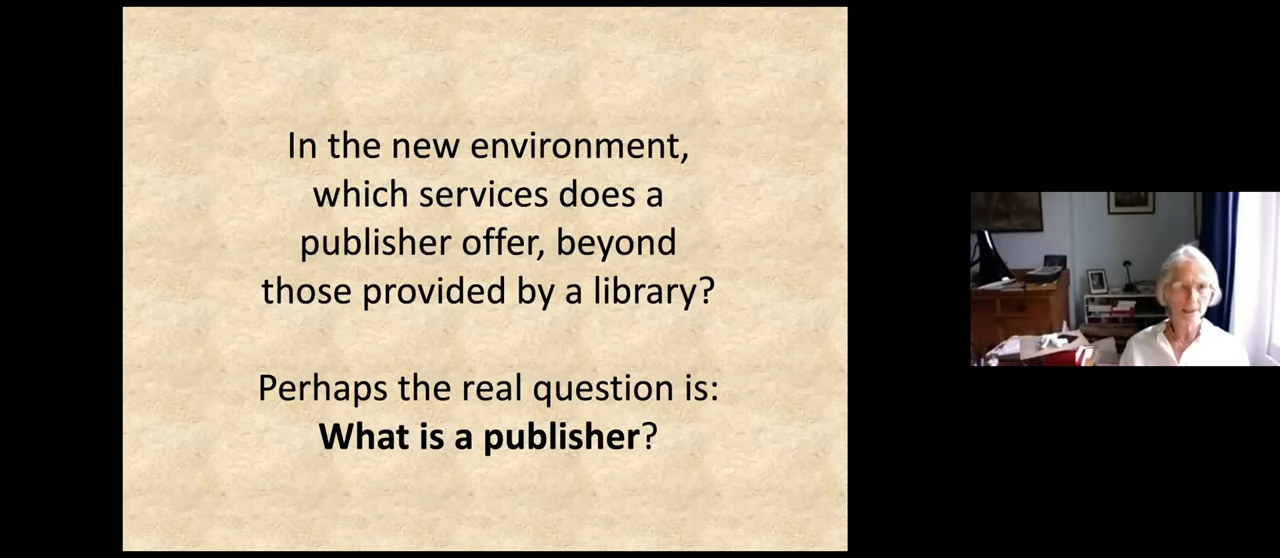 In the new environment,
which services does a
publisher offer, beyond
those provided by a library?
Perhaps the real question is:
What is a publisher?